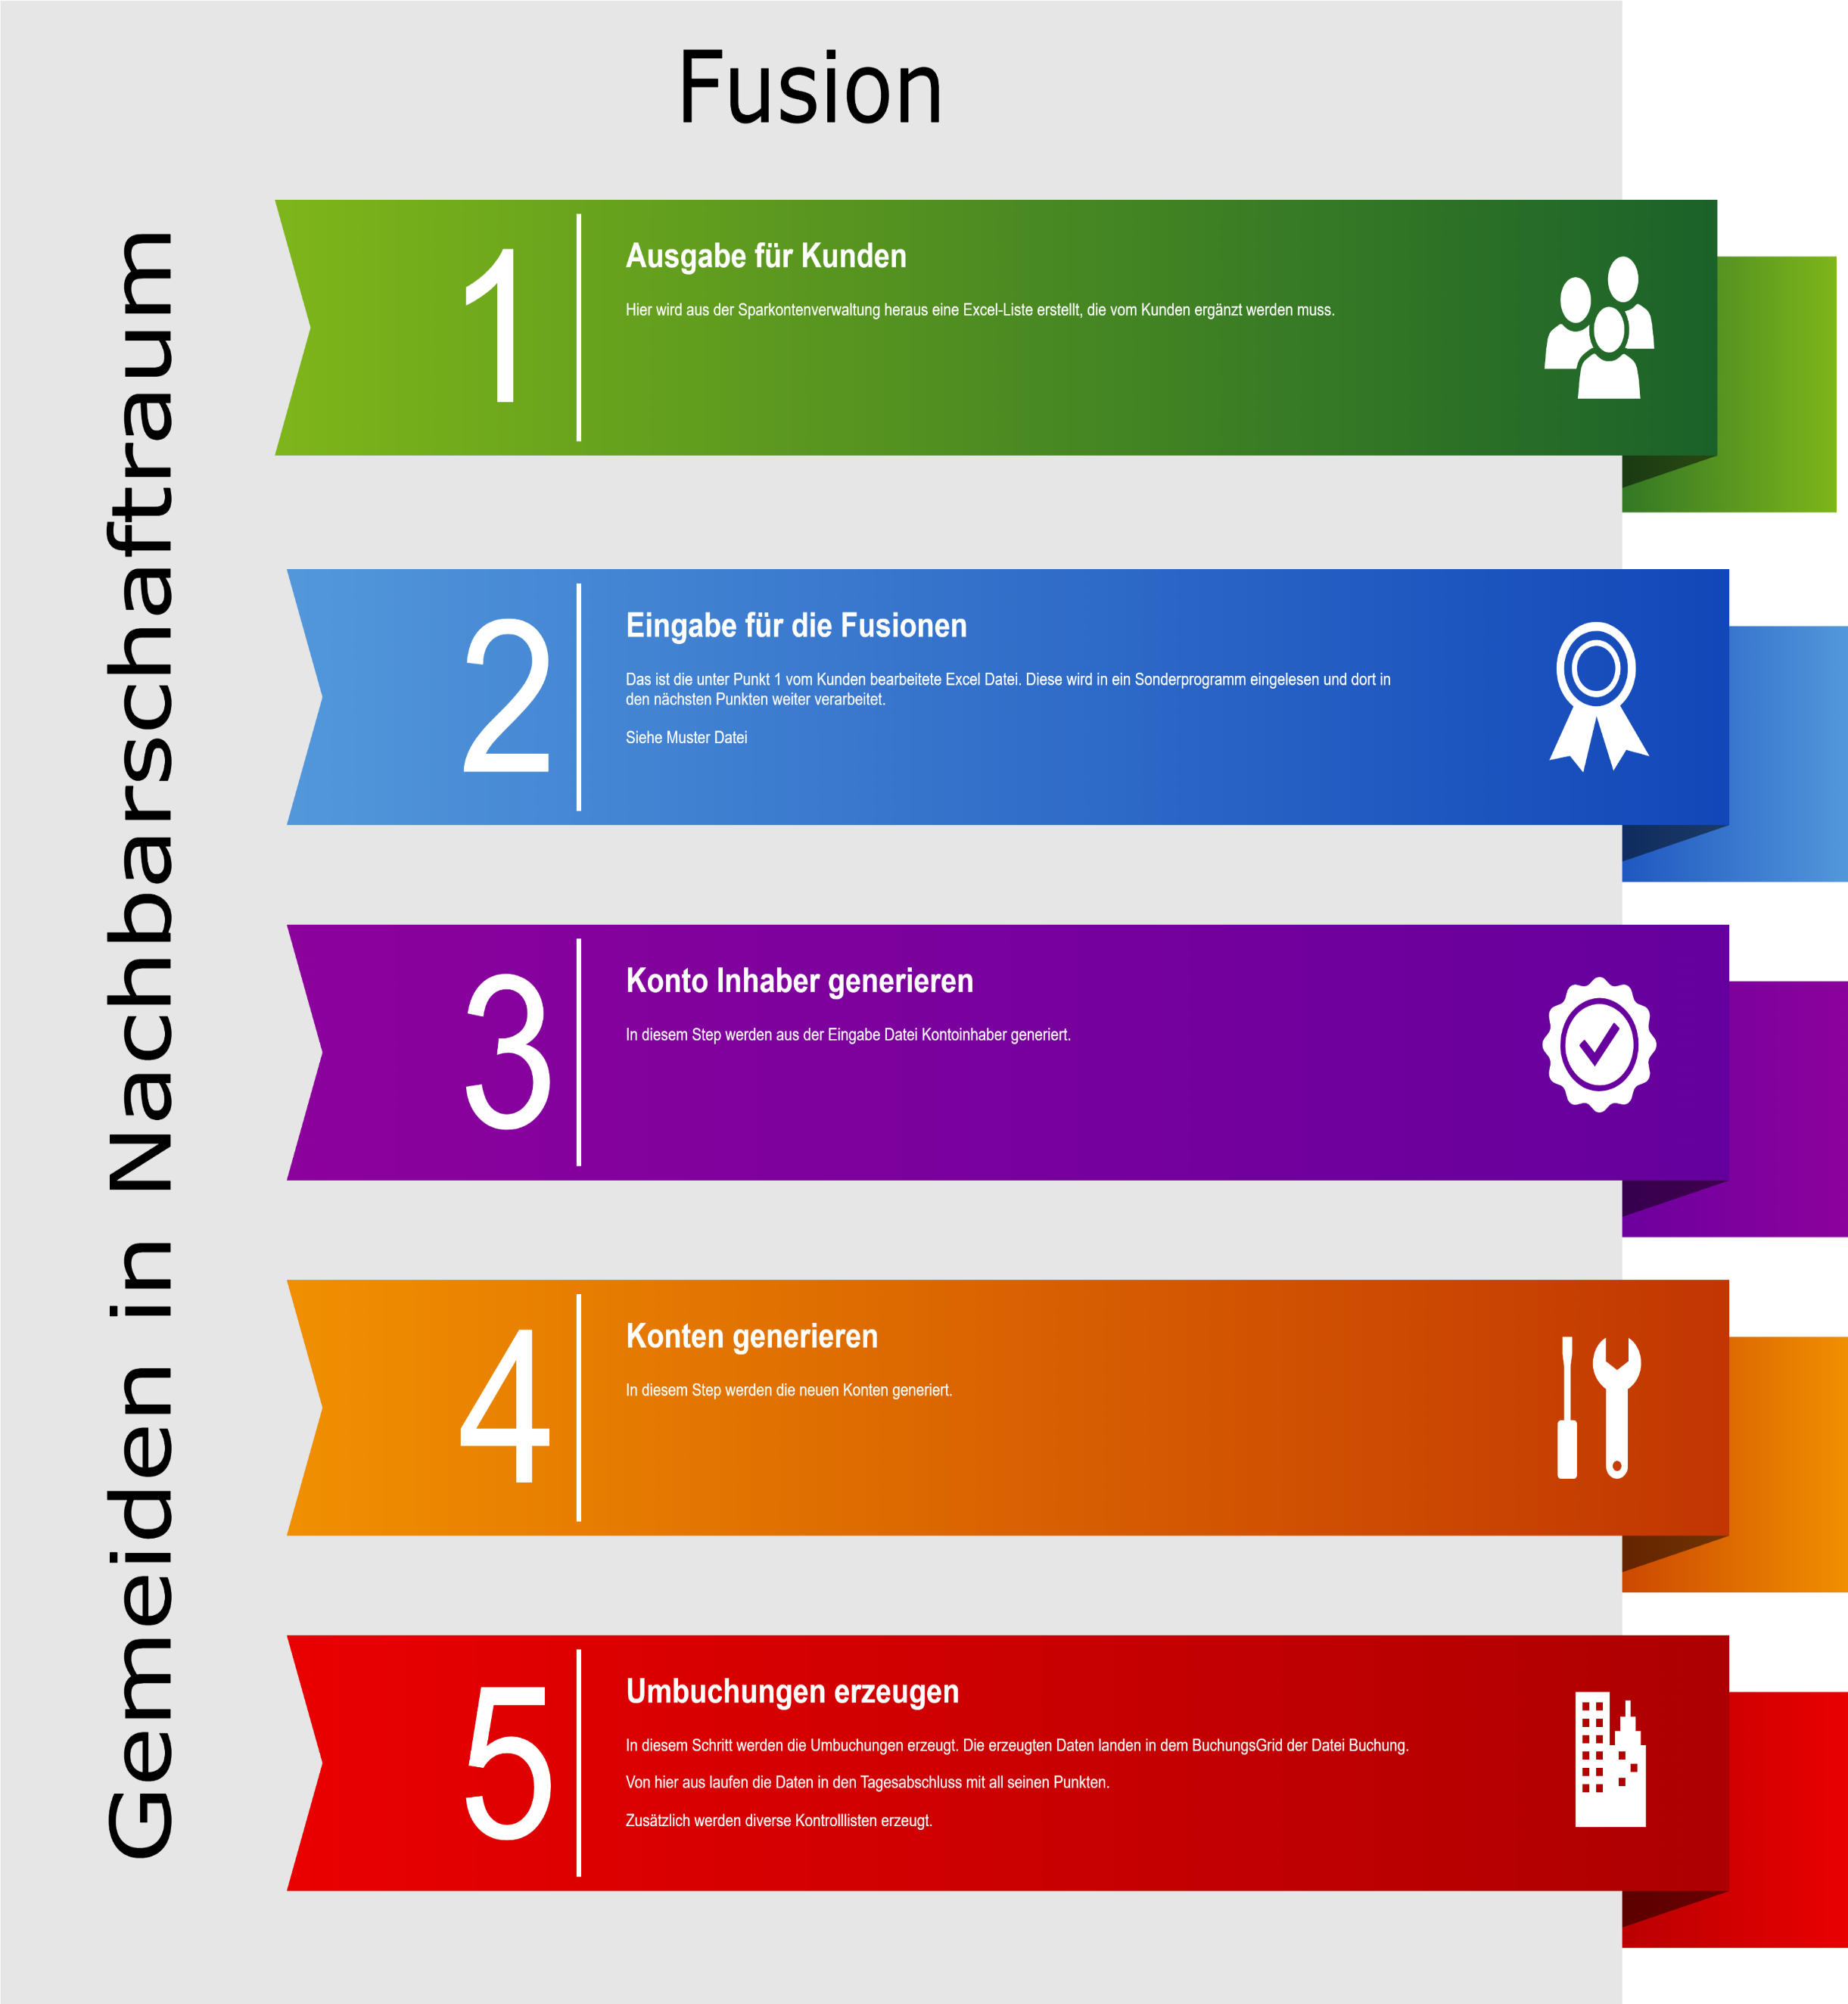 Fusion
Gemeiden in Nachbarschaftraum
1
Ausgabe für Kunden
Hier wird aus der Sparkontenverwaltung heraus eine Excel-Liste erstellt, die vom Kunden ergänzt werden muss.
2
Eingabe für die Fusionen
Das ist die unter Punkt 1 vom Kunden bearbeitete Excel Datei. Diese wird in ein Sonderprogramm eingelesen und dort in
den nächsten Punkten weiter verarbeitet.
Siehe Muster Datei
3
Konto Inhaber generieren
In diesem Step werden aus der Eingabe Datei Kontoinhaber generiert.
4
Konten generieren
In diesem Step werden die neuen Konten generiert.
5
Umbuchungen erzeugen
In diesem Schritt werden die Umbuchungen erzeugt. Die erzeugten Daten landen in dem BuchungsGrid der Datei Buchung.
Von hier aus laufen die Daten in den Tagesabschluss mit all seinen Punkten.
Zusätzlich werden diverse Kontrolllisten erzeugt.